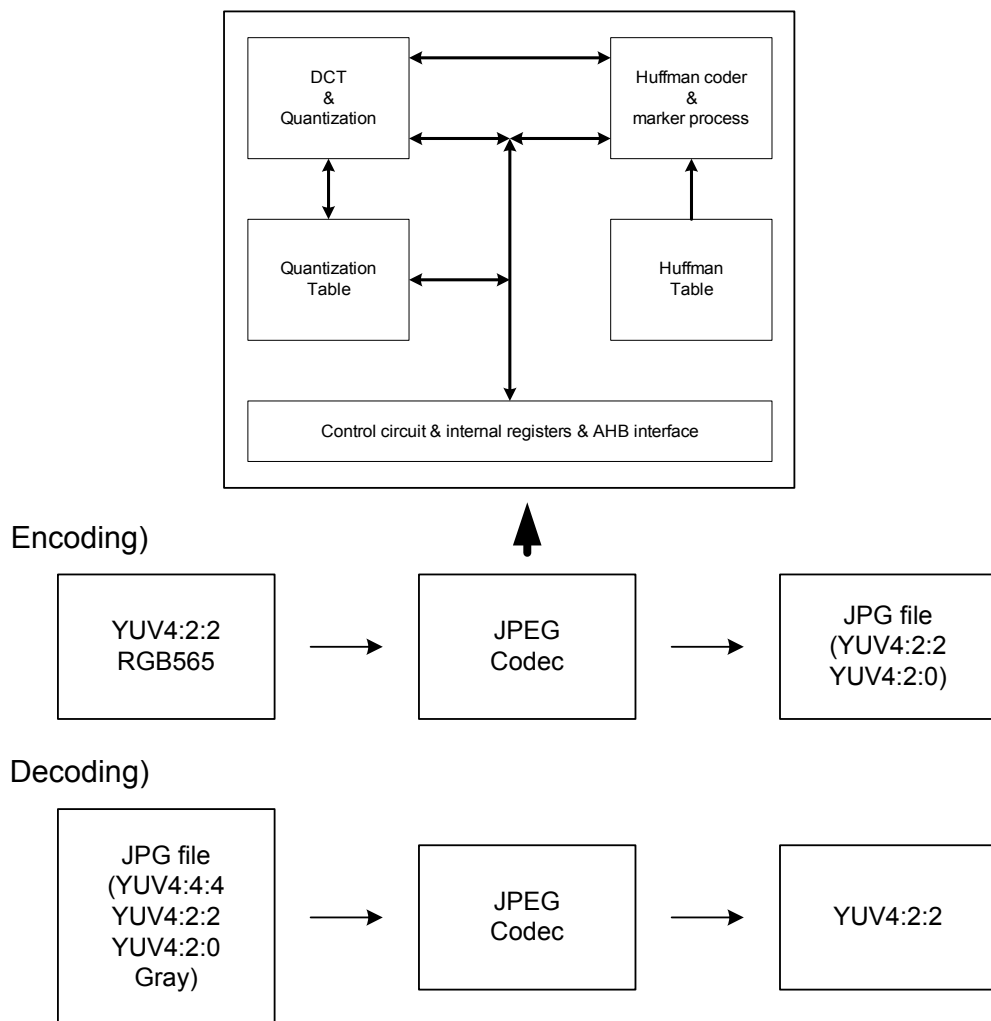 DCT
&
Quantization
Huffman coder
&
marker process
Quantization
Table
Huffman
Table
Control circuit & internal registers & AHB interface
Encoding)
YUV4:2:2
RGB565
JPEG
Codec
JPG file
(YUV4:2:2
YUV4:2:0)
Decoding)
JPG file
(YUV4:4:4
YUV4:2:2
YUV4:2:0
Gray)
JPEG
Codec
YUV4:2:2